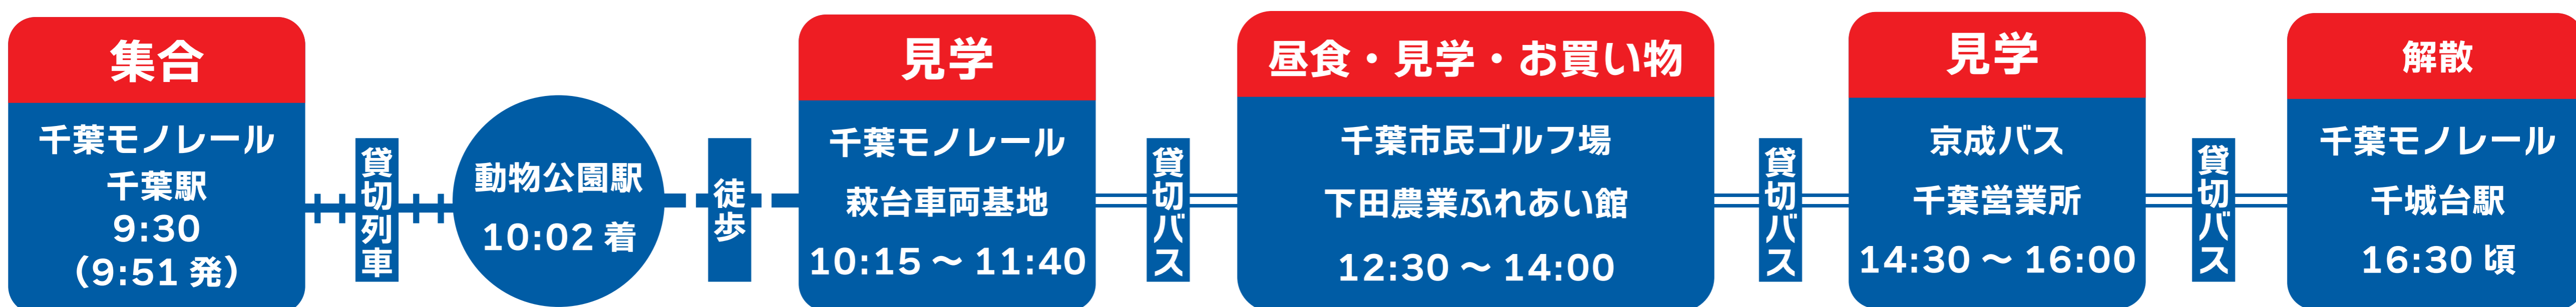 集合
千葉モノレール
千葉駅
9:30
（9:51 発）
貸切列車
動物公園駅
10:02 着
徒歩
見学
千葉モノレール
萩台車両基地
10:15 ～ 11:40
貸切バス
昼食・見学・お買い物
千葉市民ゴルフ場
下田農業ふれあい館
12:30 ～ 14:00
貸切バス
見学
京成バス
千葉営業所
14:30 ～ 16:00
貸切バス
解散
千葉モノレール
千城台駅
16:30 頃